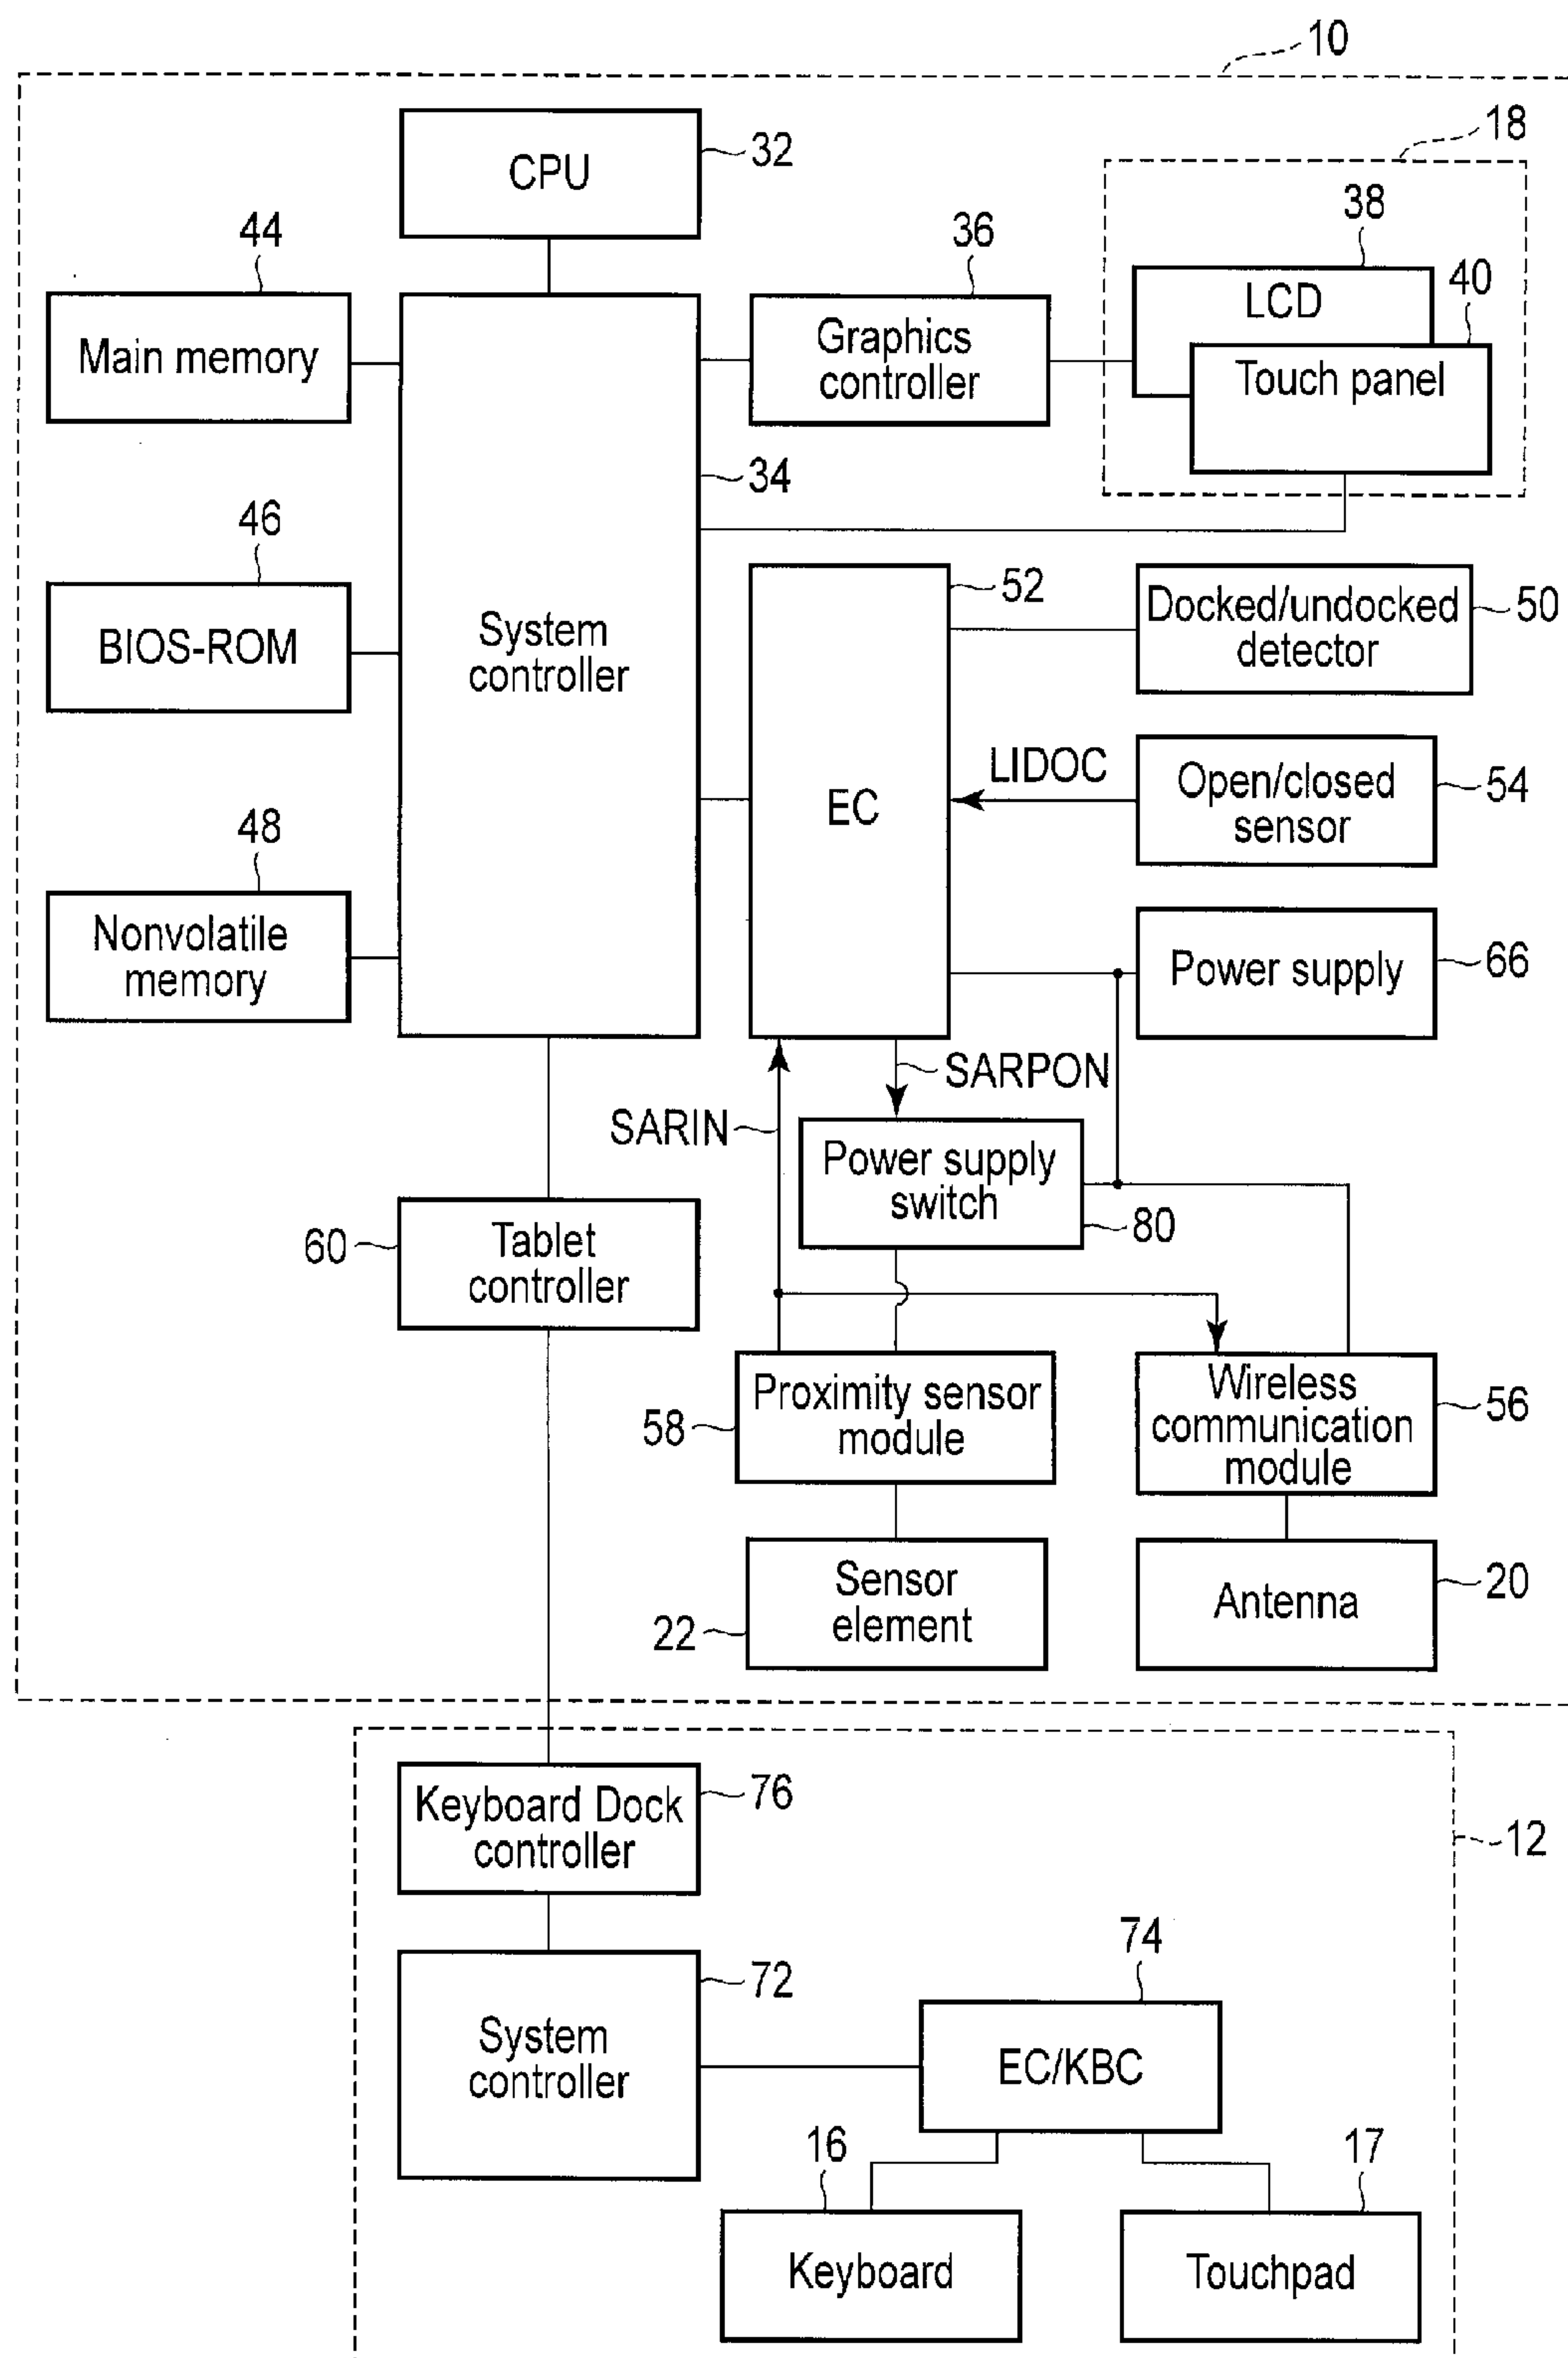 10
18
CPU
32
44
36
38
LCD
40
Main memory
Graphics
controller
Touch panel
34
46
BIOS-ROM
System
controller
52
EC
Docked/undocked
detector
50
LIDOC
Open/closed
sensor
54
48
Nonvolatile
memory
Power supply
66
SARPON
SARIN
Power supply
switch
80
60
Tablet
controller
Proximity sensor
module
58
Wireless
communication
module
56
Sensor
element
22
Antenna
20
Keyboard Dock
controller
76
12
System
controller
72
74
EC/KBC
16
17
Keyboard
Touchpad